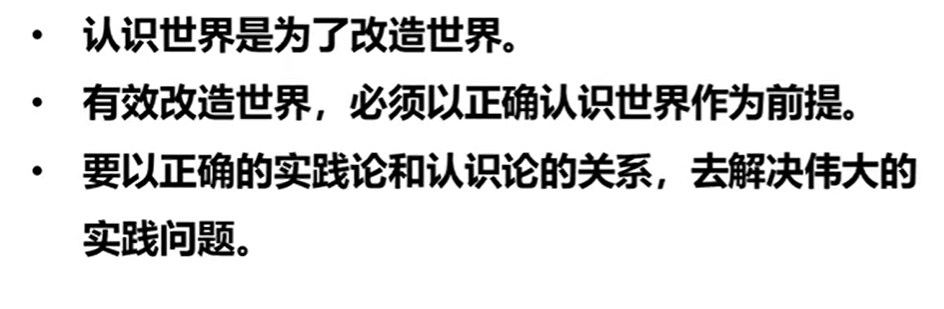 • 认识世界是为了改造世界。
• 有效改造世界，必须以正确认识世界作为前提。
• 要以正确的实践论和认识论的关系，去解决伟大的
实践问题。